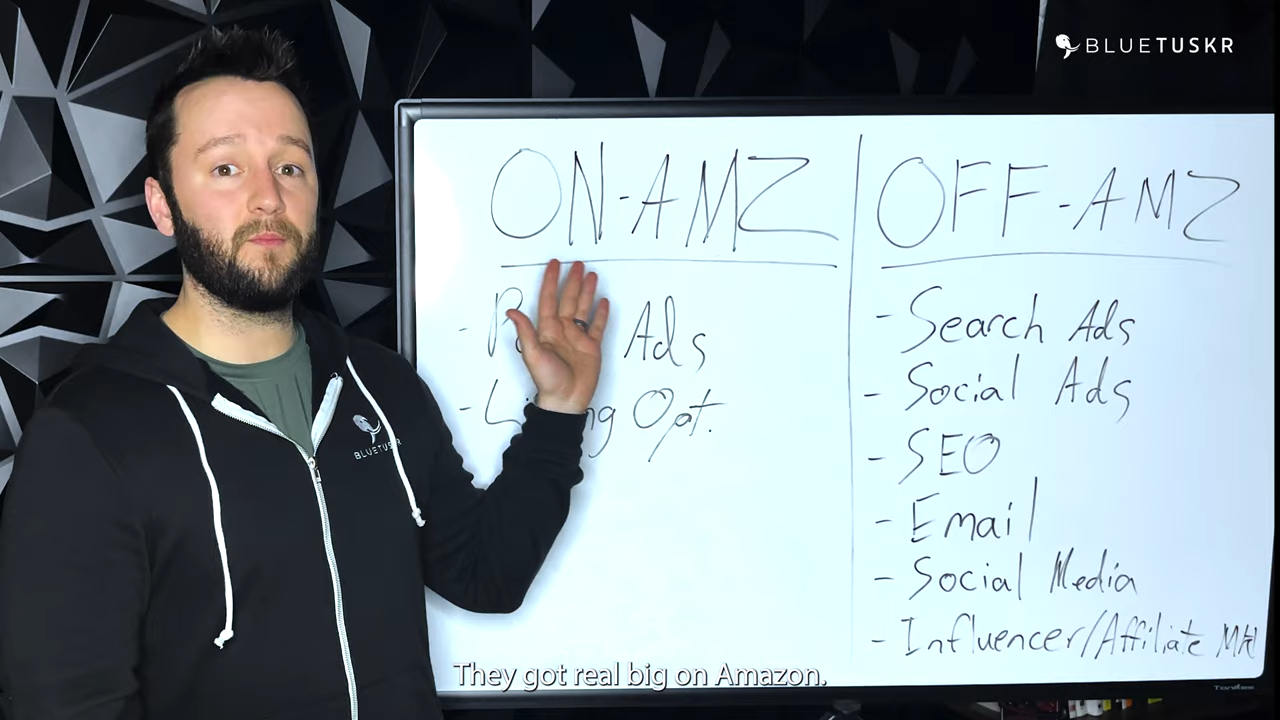 BLUETUSKR
ON-AMZ
- Ads
- Opt.
OFF-AMZ
- Search Ads
- Social Ads
- SEO
- Email
- Social Media
- Influencer/Affiliate Mkt
BLUETUSKR
They got real big on Amazon.